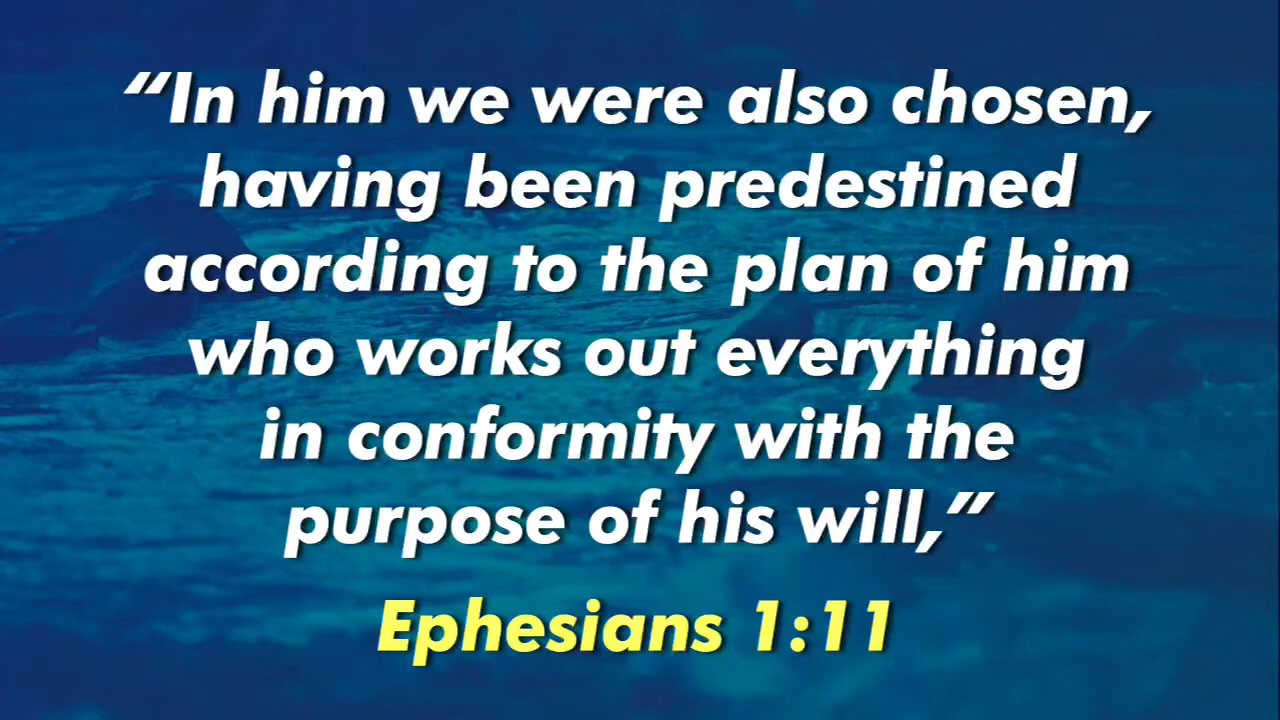 “In him we were also chosen,
having been predestined
according to the plan of him
who works out everything
in conformity with the
purpose of his will,”
Ephesians 1:11